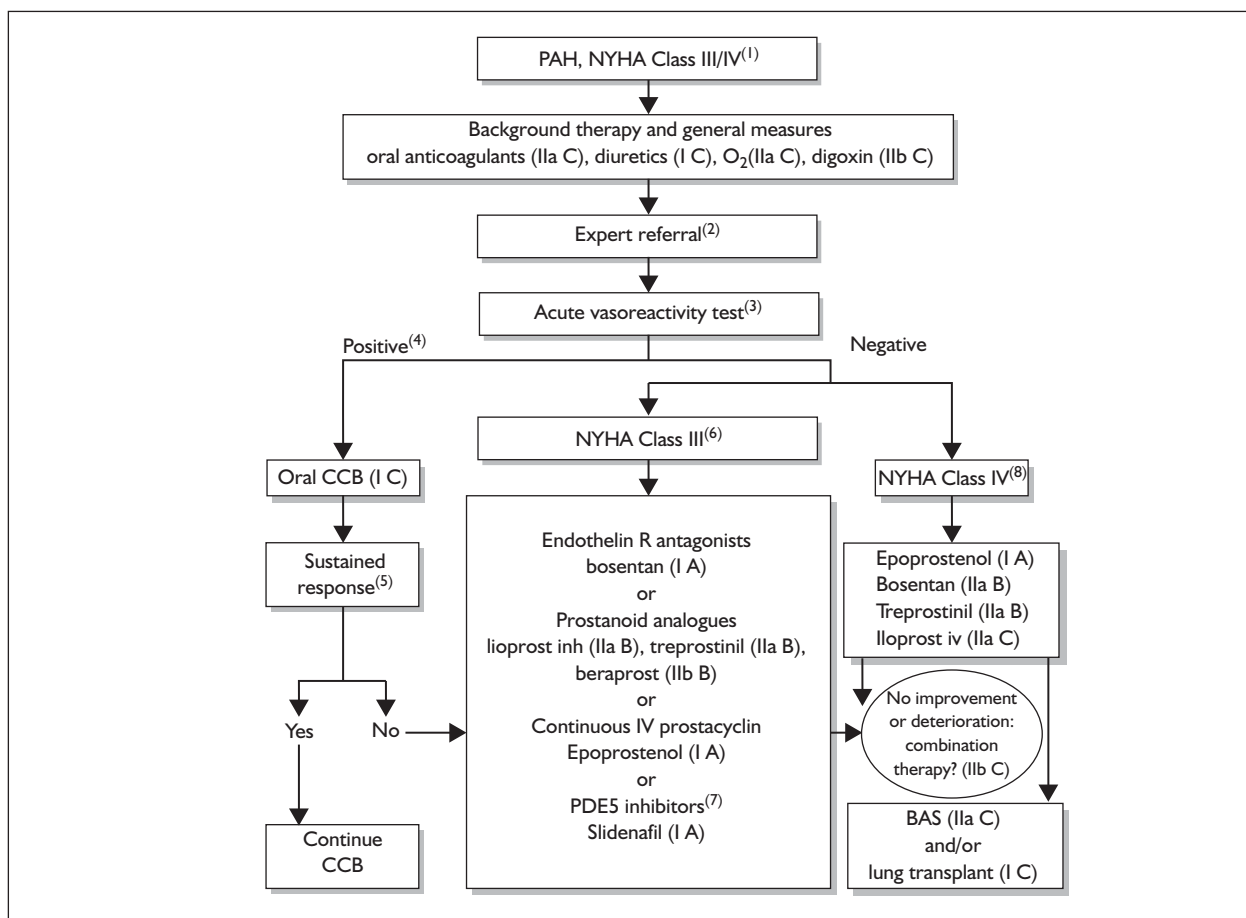 PAH, NYHA Class III/IV(1)
Background therapy and general measures
oral anticoagulants (IIa C), diuretics (I C), O2(IIa C), digoxin (IIb C)
Expert referral(2)
Acute vasoreactivity test(3)
Positive(4)
Negative
NYHA Class III(6)
Oral CCB (I C)
NYHA Class IV(8)
Sustained
response(5)
Endothelin R antagonists
bosentan (I A)
or
Prostanoid analogues
lioprost inh (IIa B), treprostinil (IIa B),
beraprost (IIb B)
or
Continuous IV prostacyclin
Epoprostenol (I A)
or
PDE5 inhibitors(7)
Slidenafil (I A)
Epoprostenol (I A)
Bosentan (IIa B)
Treprostinil (IIa B)
Iloprost iv (IIa C)
Yes
No
No improvement
or deterioration:
combination
therapy? (IIb C)
Continue
CCB
BAS (IIa C)
and/or
lung transplant (I C)